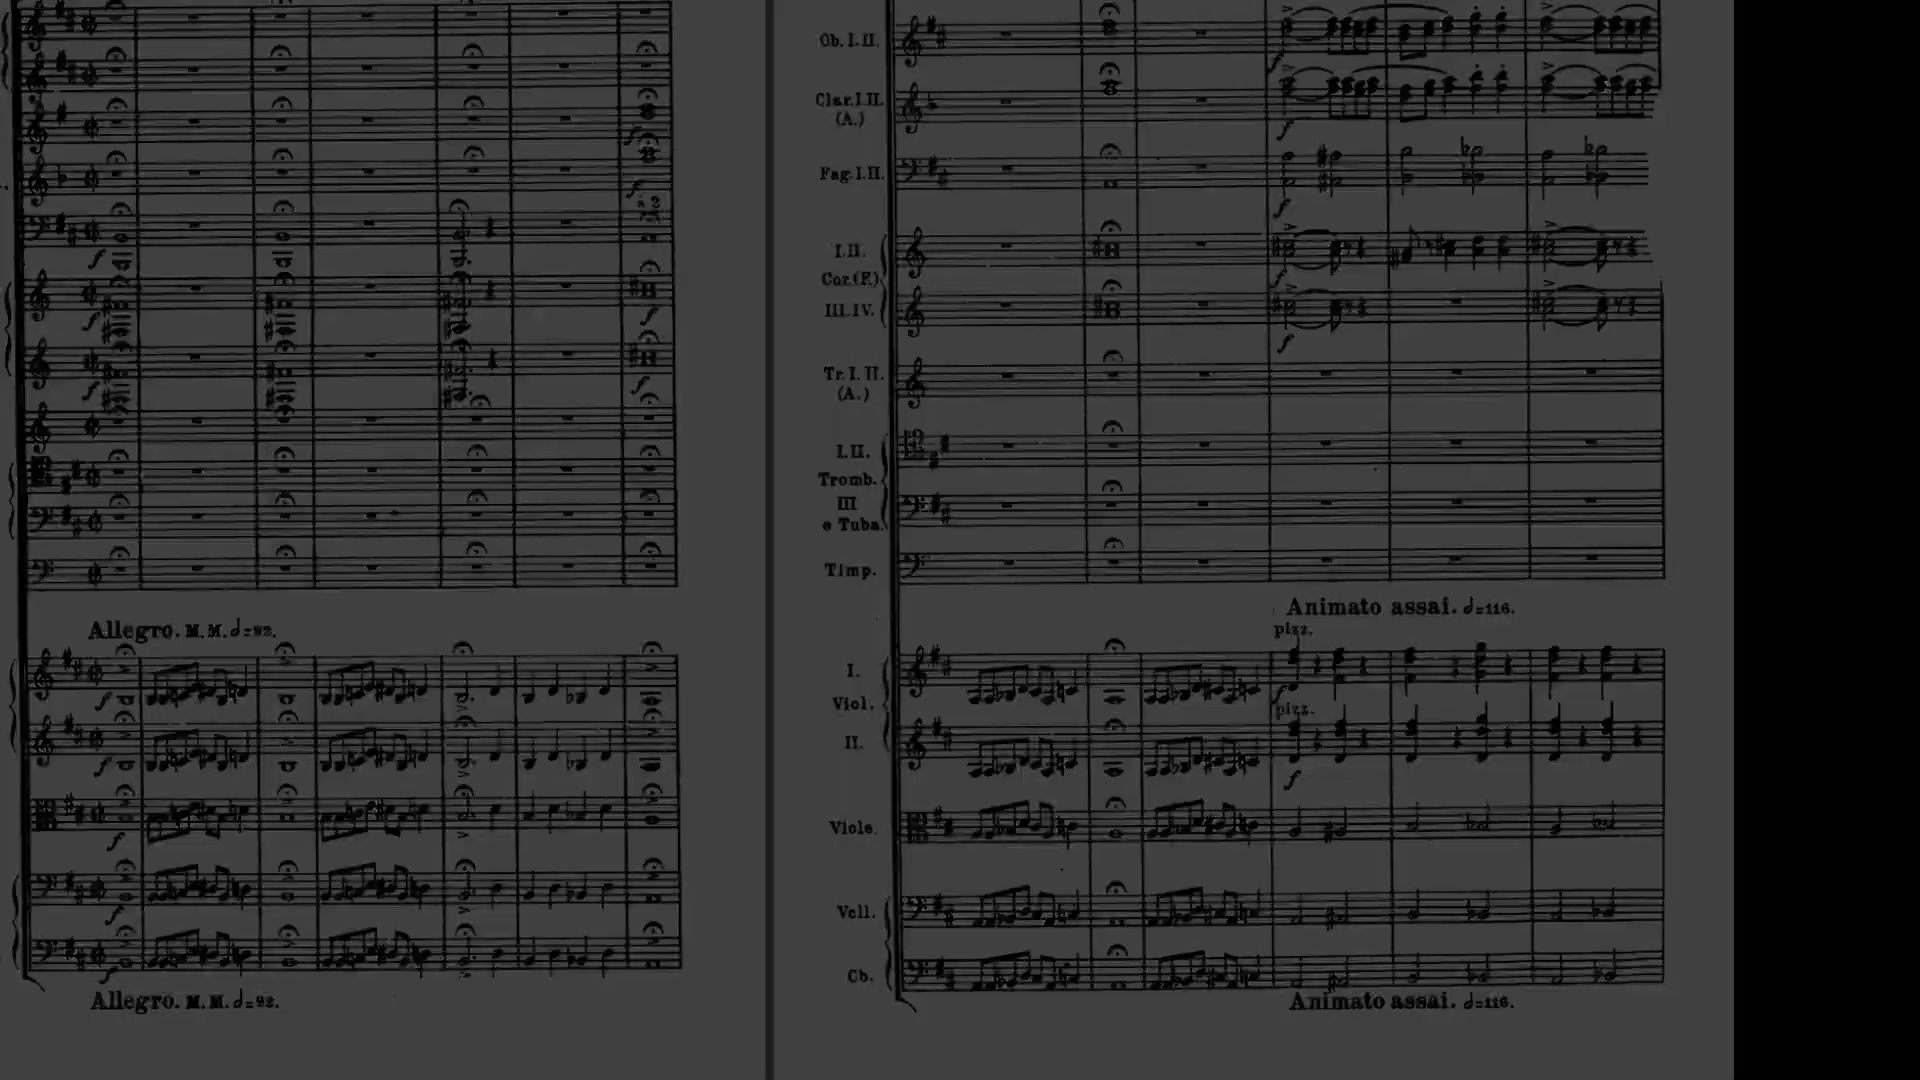 Allegro. M.M. 𝅗𝅥=92.
f
Allegro. M.M. 𝅗𝅥=92.
Ob. I. II.
Clar. I. II.
(A.)
Fag. I. II.
I. II.
Cor. (F.)
III. IV.
Tr. I. II.
(A.)
I. II.
Tromb.
III
e Tuba.
Timp.
Animato assai. 𝅗𝅥=116.
pizz.
I.
Viol.
pizz.
II.
Viole.
Vcll.
Cb.
Animato assai. 𝅗𝅥=116.